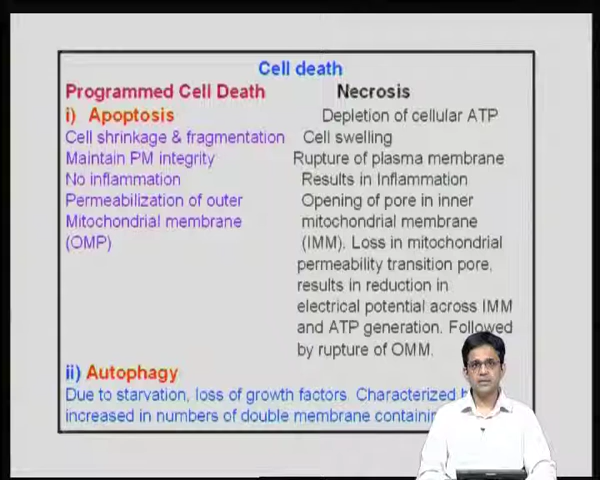 Cell death
Programmed Cell Death
Necrosis
i) Apoptosis
Depletion of cellular ATP
Cell shrinkage & fragmentation
Cell swelling
Maintain PM integrity
Rupture of plasma membrane
No inflammation
Results in Inflammation
Permeabilization of outer
Opening of pore in inner
Mitochondrial membrane
mitochondrial membrane
(OMP)
(IMM). Loss in mitochondrial
permeability transition pore,
results in reduction in
electrical potential across IMM
and ATP generation. Followed
by rupture of OMM.
ii) Autophagy
Due to starvation, loss of growth factors. Characterized
increased in numbers of double membrane containing